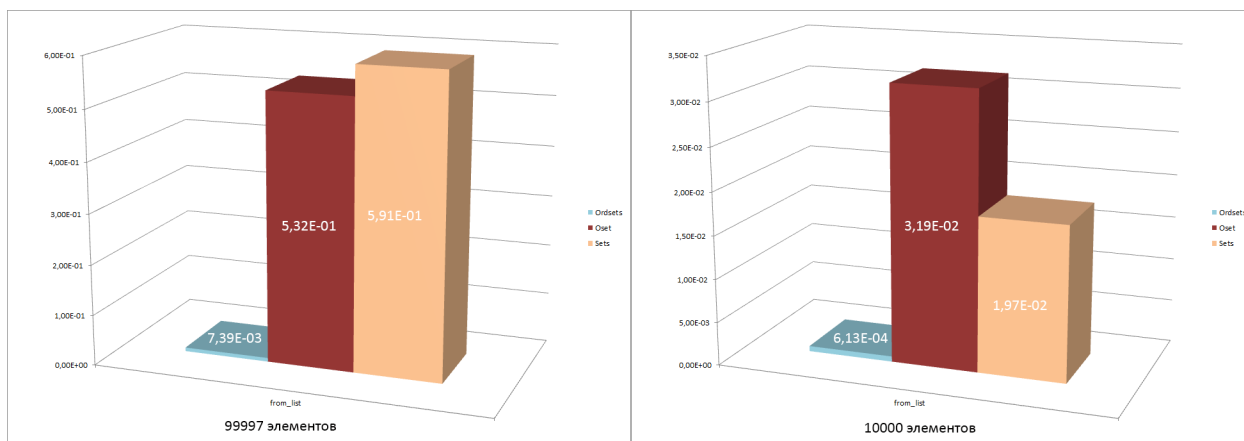 6,00E-01
5,00E-01
4,00E-01
3,00E-01
2,00E-01
1,00E-01
0,00E+00
7,39E-03
5,32E-01
5,91E-01
Ordsets
Oset
Sets
from_list
99997 элементов
3,50E-02
3,00E-02
2,50E-02
2,00E-02
1,50E-02
1,00E-02
5,00E-03
0,00E+00
6,13E-04
3,19E-02
1,97E-02
Ordsets
Oset
Sets
from_list
10000 элементов